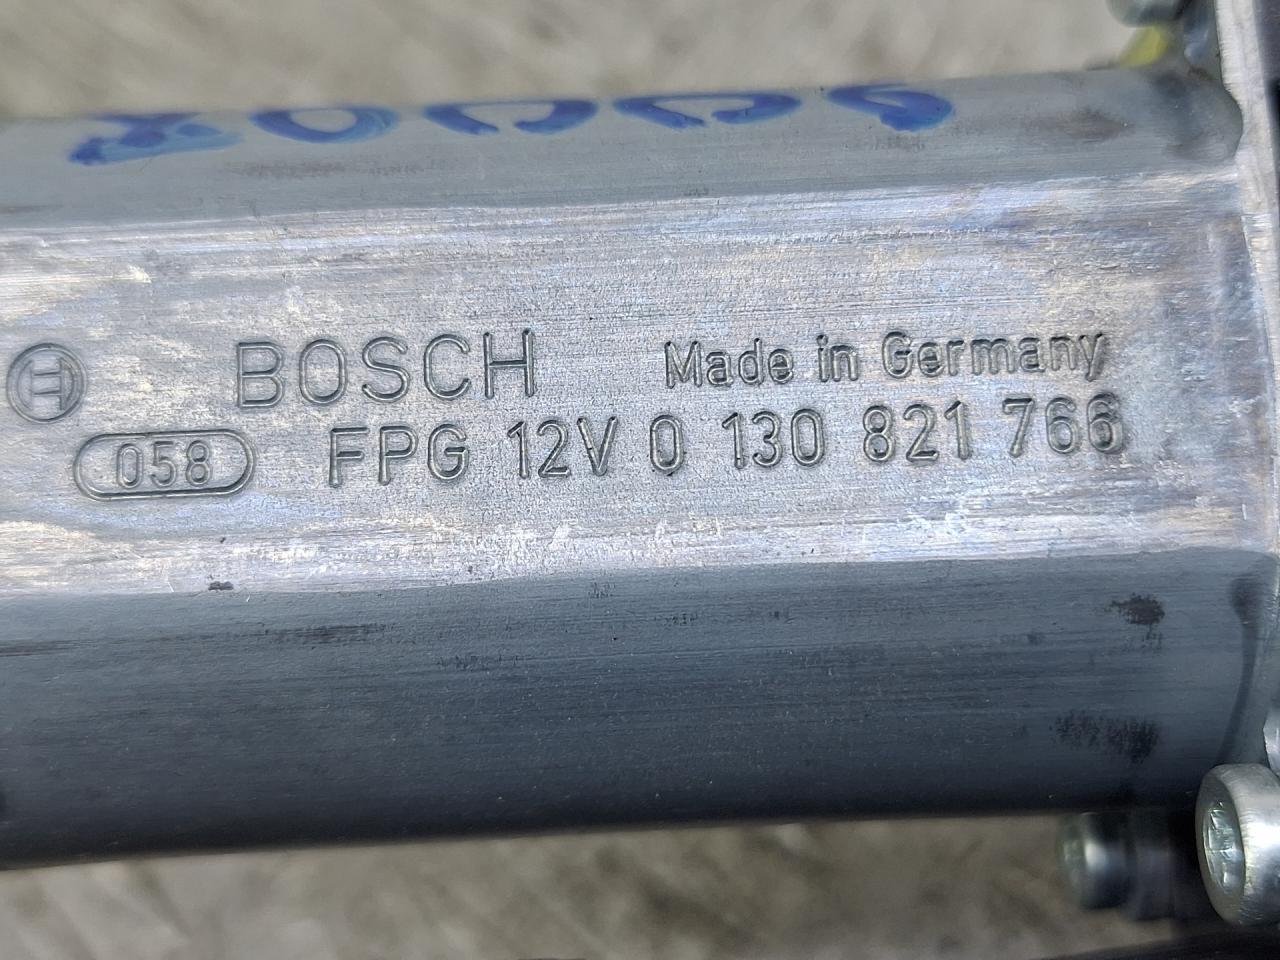 BOSCH Made in Germany
058 FPG 12V 0 130 821 766